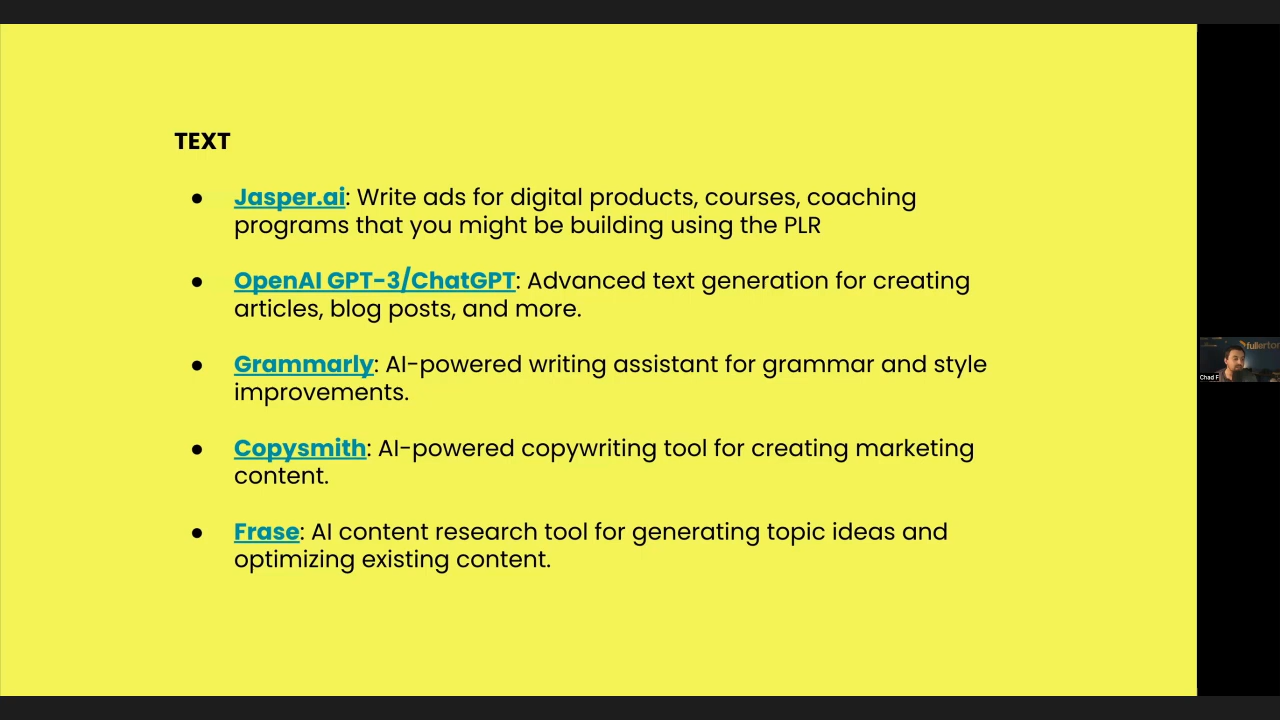 TEXT
● Jasper.ai: Write ads for digital products, courses, coaching
programs that you might be building using the PLR
● OpenAI GPT-3/ChatGPT: Advanced text generation for creating
articles, blog posts, and more.
● Grammarly: AI-powered writing assistant for grammar and style
improvements.
● Copysmith: AI-powered copywriting tool for creating marketing
content.
● Frase: AI content research tool for generating topic ideas and
optimizing existing content.
fullerton
Chad F